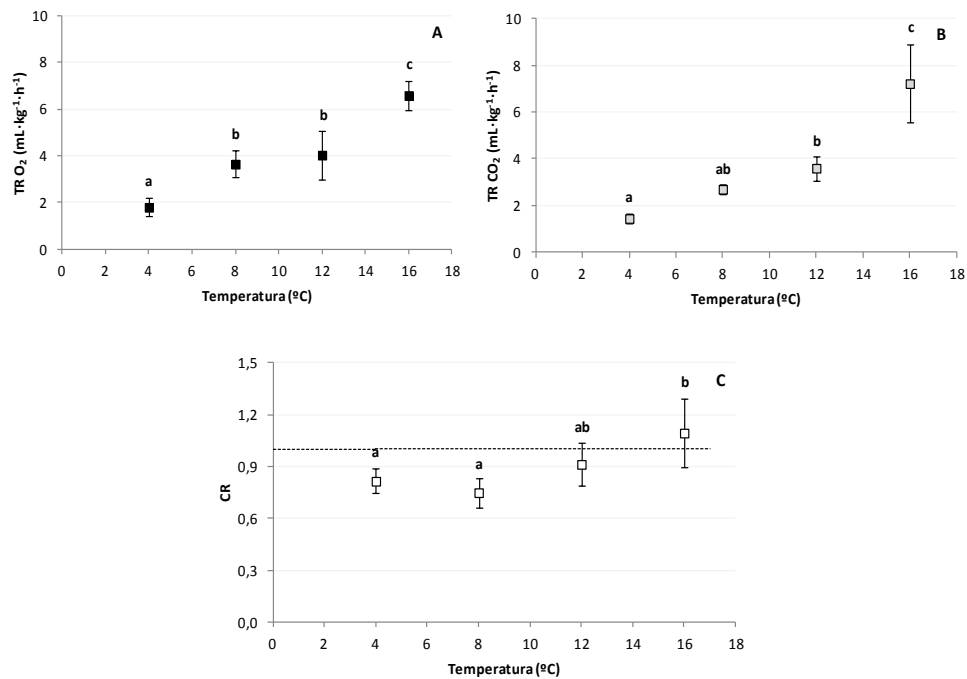 A
TR O₂ (mL·kg⁻¹·h⁻¹)
10
8
6
4
2
0
a
b
b
c
0 2 4 6 8 10 12 14 16 18
Temperatura (ºC)
B
TR CO₂ (mL·kg⁻¹·h⁻¹)
10
8
6
4
2
0
a
ab
b
c
0 2 4 6 8 10 12 14 16 18
Temperatura (ºC)
C
CR
1,5
1,2
0,9
0,6
0,3
0,0
a
a
ab
b
0 2 4 6 8 10 12 14 16 18
Temperatura (ºC)